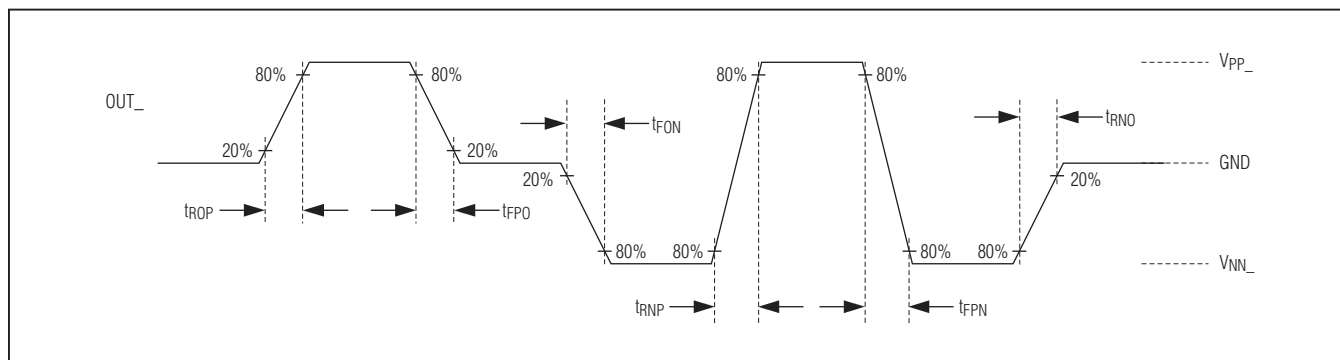 80% 80% 80% 80% V_PP_
OUT_
t_FON t_RNO
20% 20% GND
20% 20%
t_ROP t_FPO
80% 80% 80% 80% V_NN_
t_RNP t_FPN